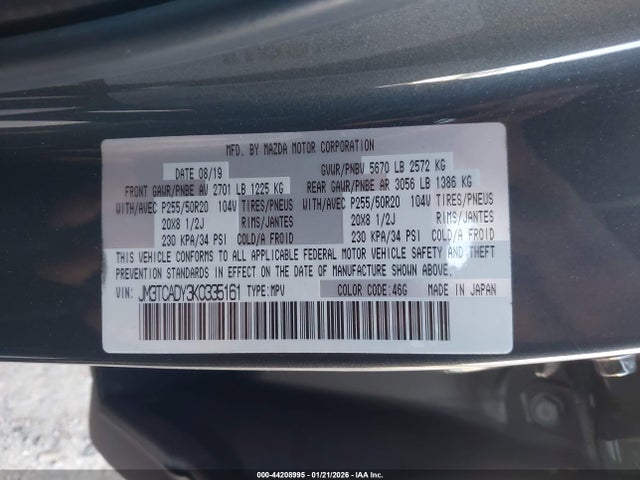 MFD. BY MAZDA MOTOR CORPORATION
DATE 08/19 GVWR/PNBV 5670 LB 2572 KG
FRONT GAWR/PNBE AV 2701 LB 1225 KG REAR GAWR/PNBE AR 3056 LB 1386 KG
WITH/AVEC P255/50R20 104V TIRES/PNEUS WITH/AVEC P255/50R20 104V TIRES/PNEUS
20X8 1/2J RIMS/JANTES 20X8 1/2J RIMS/JANTES
230 KPA/34 PSI COLD/A FROID 230 KPA/34 PSI COLD/A FROID
THIS VEHICLE CONFORMS TO ALL APPLICABLE FEDERAL MOTOR VEHICLE SAFETY AND THEFT
PREVENTION STANDARDS IN EFFECT ON THE DATE OF MANUFACTURE SHOWN ABOVE.
VIN: JM3TCADY3K0335161 TYPE:MPV COLOR CODE:46G MADE IN JAPAN
000-44208995 - 01/21/2026 - IAA Inc.